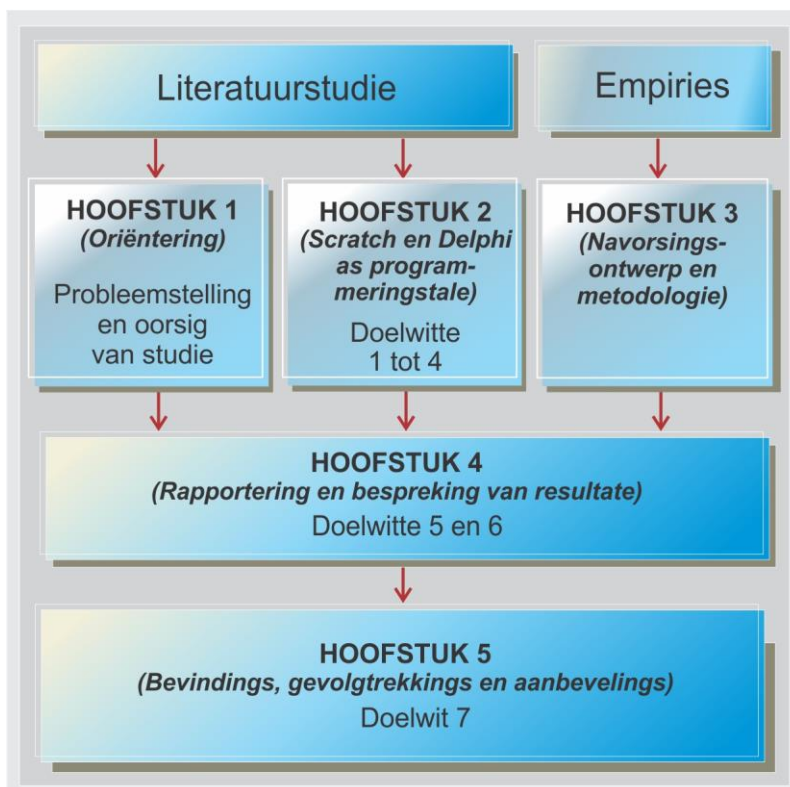 Literatuurstudie
Empiries
HOOFSTUK 1
(Oriëntering)
Probleemstelling
en oorsig
van studie
HOOFSTUK 2
(Scratch en Delphi
as program-
meringstale)
Doelwitte
1 tot 4
HOOFSTUK 3
(Navorsings-
ontwerp en
metodologie)
HOOFSTUK 4
(Rapportering en bespreking van resultate)
Doelwitte 5 en 6
HOOFSTUK 5
(Bevindings, gevolgtrekkings en aanbevelings)
Doelwit 7